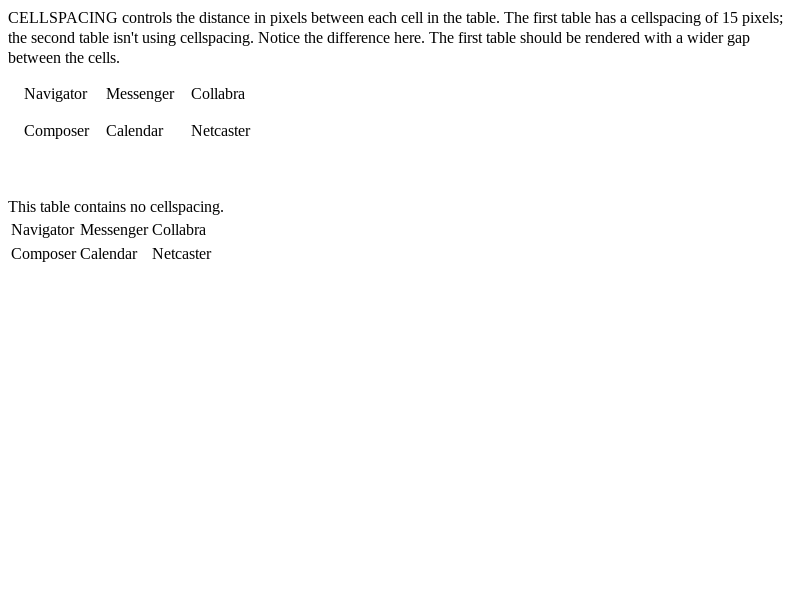 CELLSPACING controls the distance in pixels between each cell in the table. The first table has a cellspacing of 15 pixels;
the second table isn't using cellspacing. Notice the difference here. The first table should be rendered with a wider gap
between the cells.
Navigator Messenger Collabra
Composer Calendar Netcaster
This table contains no cellspacing.
Navigator Messenger Collabra
Composer Calendar Netcaster